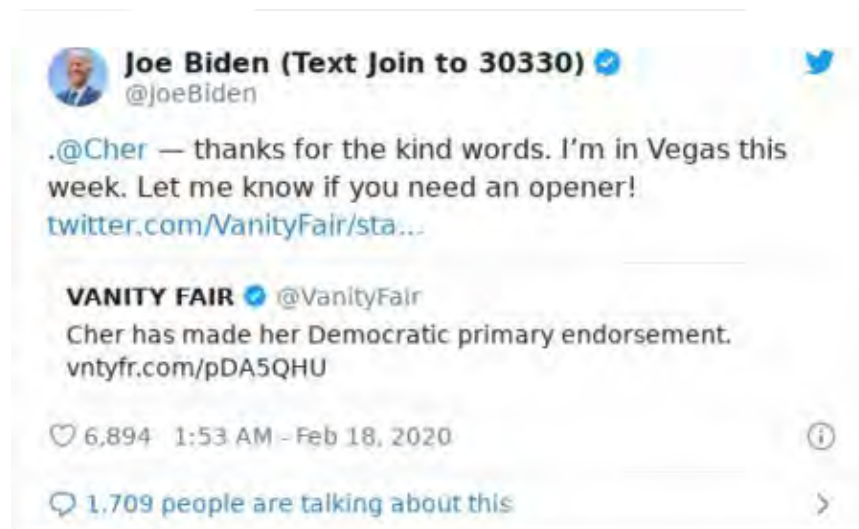 Joe Biden (Text Join to 30330)
@JoeBiden
.@Cher — thanks for the kind words. I’m in Vegas this
week. Let me know if you need an opener!
twitter.com/VanityFair/sta...
VANITY FAIR @VanityFair
Cher has made her Democratic primary endorsement.
vntyfr.com/pDA5QHU
6,894 1:53 AM - Feb 18, 2020
1,709 people are talking about this